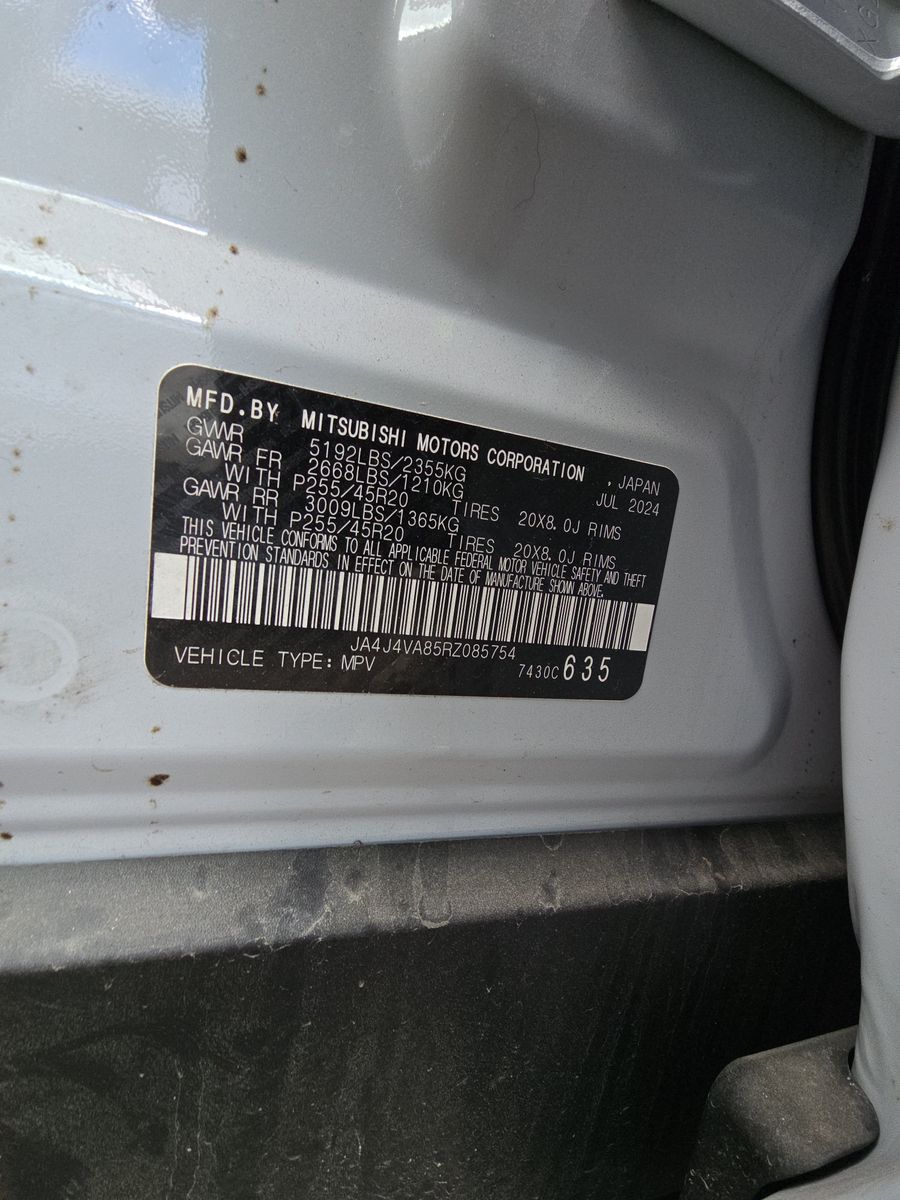 MFD.BY MITSUBISHI MOTORS CORPORATION , JAPAN
GVWR 5192LBS/2355KG JUL 2024
GAWR FR 2668LBS/1210KG
WITH P255/45R20 TIRES 20X8.0J RIMS
GAWR RR 3009LBS/1365KG
WITH P255/45R20 TIRES 20X8.0J RIMS
THIS VEHICLE CONFORMS TO ALL APPLICABLE FEDERAL MOTOR VEHICLE SAFETY AND THEFT
PREVENTION STANDARDS IN EFFECT ON THE DATE OF MANUFACTURE SHOWN ABOVE.
JA4J4VA85RZ085754
VEHICLE TYPE: MPV 7430C 635